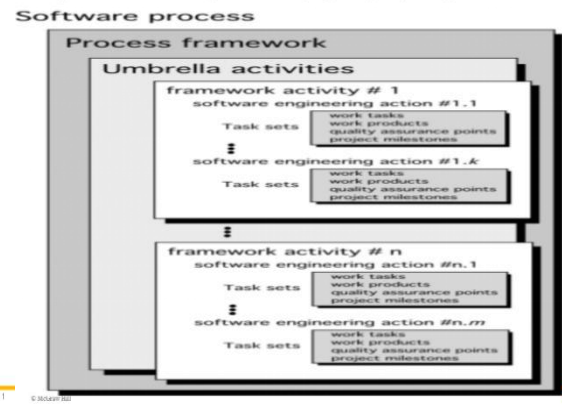 Software process
Process framework
Umbrella activities
framework activity # 1
software engineering action #1.1
Task sets
work tasks
work products
quality assurance points
project milestones
software engineering action #1.k
Task sets
work tasks
work products
quality assurance points
project milestones
framework activity # n
software engineering action #n.1
Task sets
work tasks
work products
quality assurance points
project milestones
software engineering action #n.m
Task sets
work tasks
work products
quality assurance points
project milestones
1
© McGraw Hill